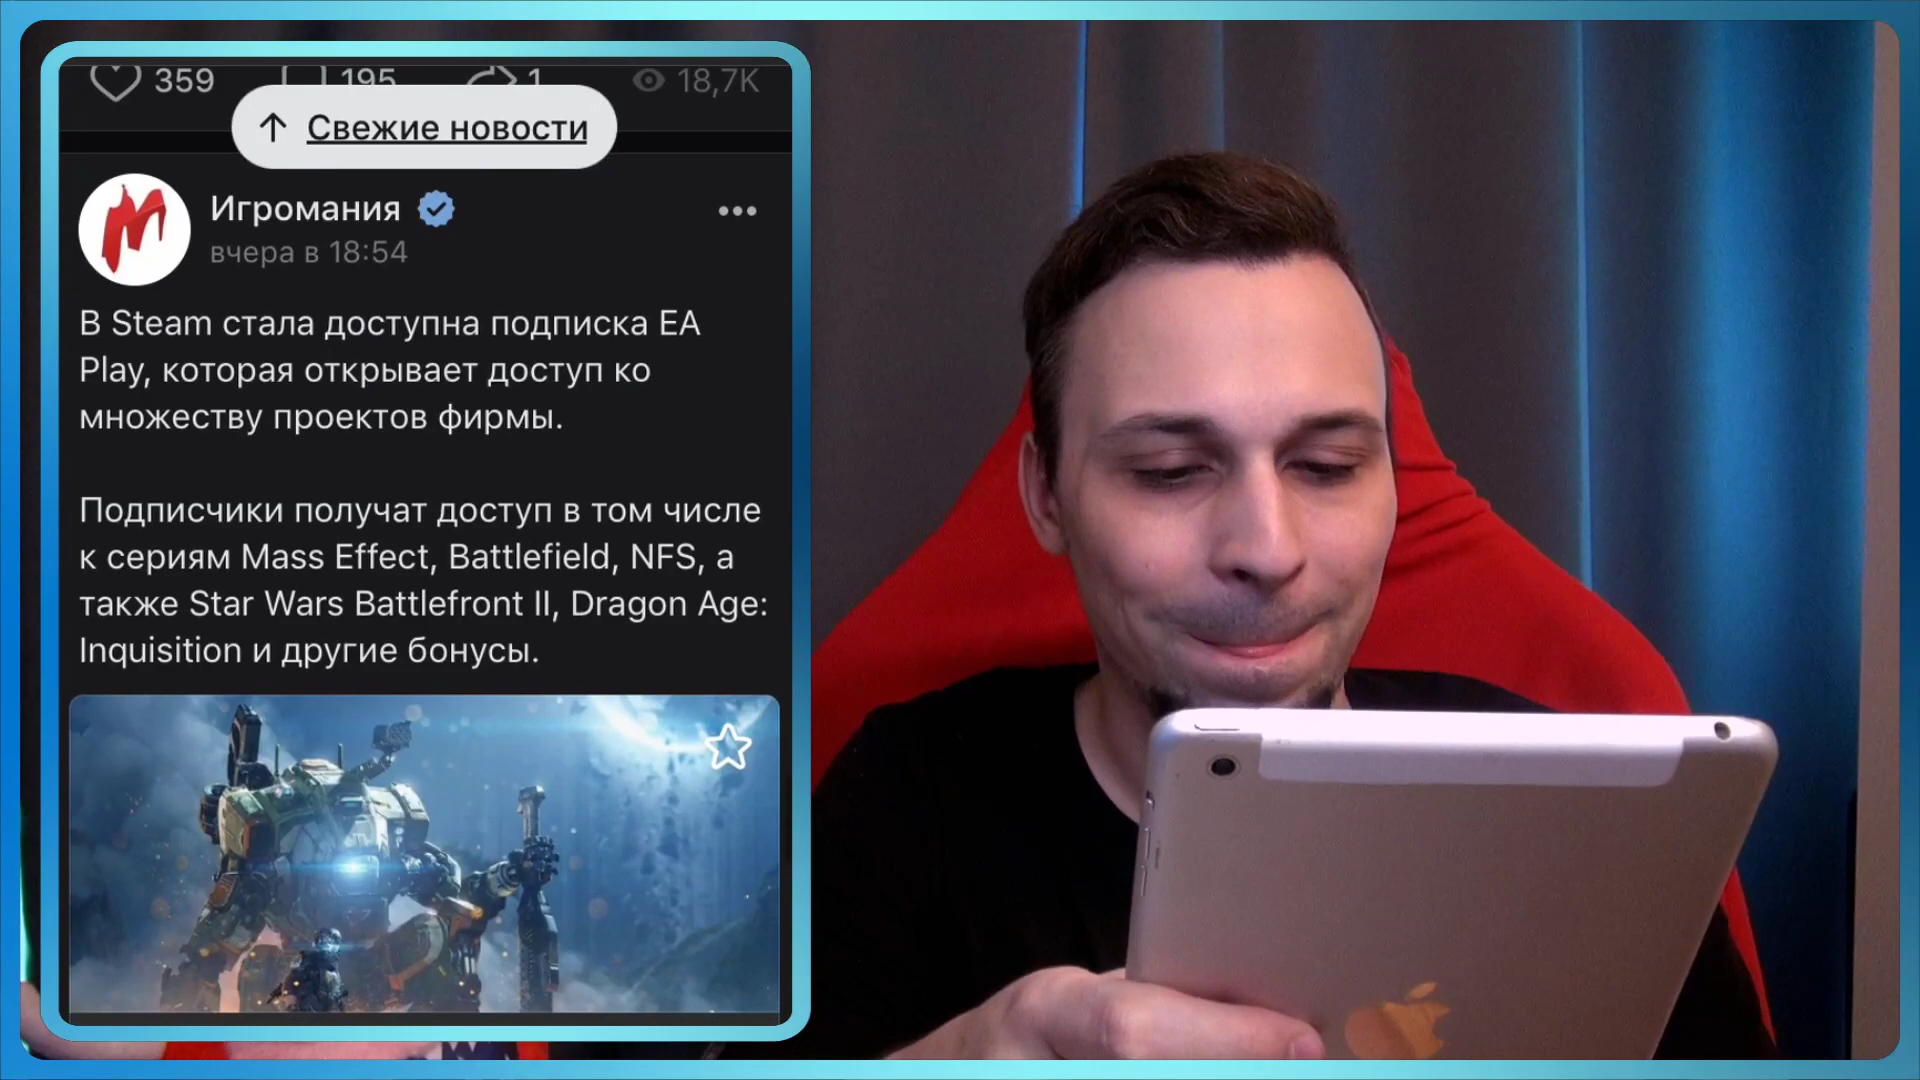 359 195 1 18,7K
Свежие новости
Игромания
вчера в 18:54
В Steam стала доступна подписка EA
Play, которая открывает доступ ко
множеству проектов фирмы.
Подписчики получат доступ в том числе
к сериям Mass Effect, Battlefield, NFS, а
также Star Wars Battlefront II, Dragon Age:
Inquisition и другие бонусы.